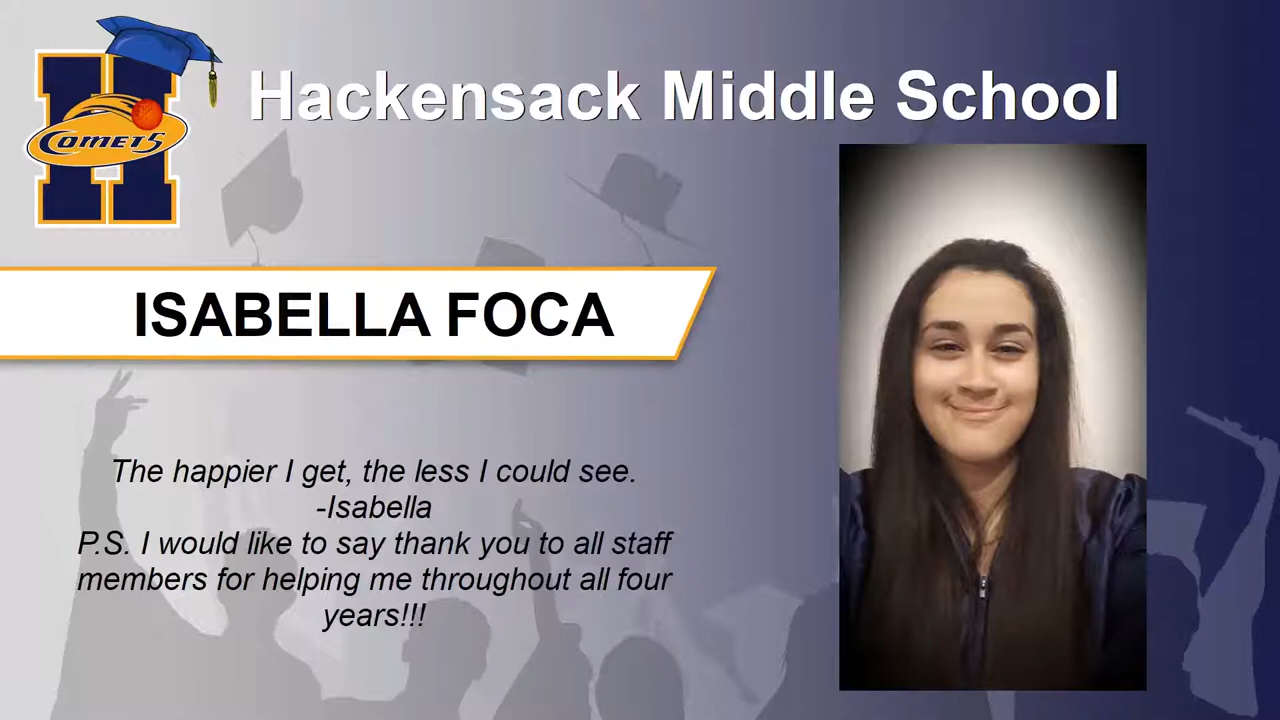 H
COMETS
Hackensack Middle School
ISABELLA FOCA
The happier I get, the less I could see.
-Isabella
P.S. I would like to say thank you to all staff
members for helping me throughout all four
years!!!